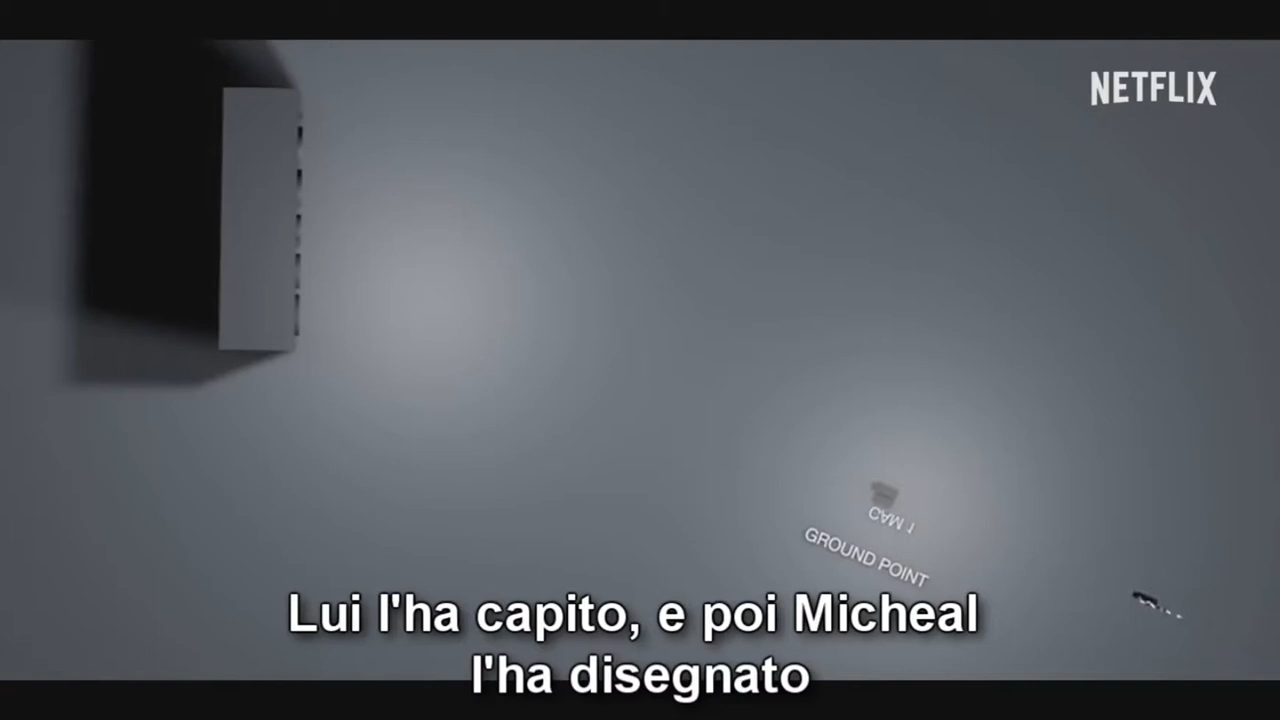 NETFLIX
CAM 1
GROUND POINT
Lui l'ha capito, e poi Micheal
l'ha disegnato